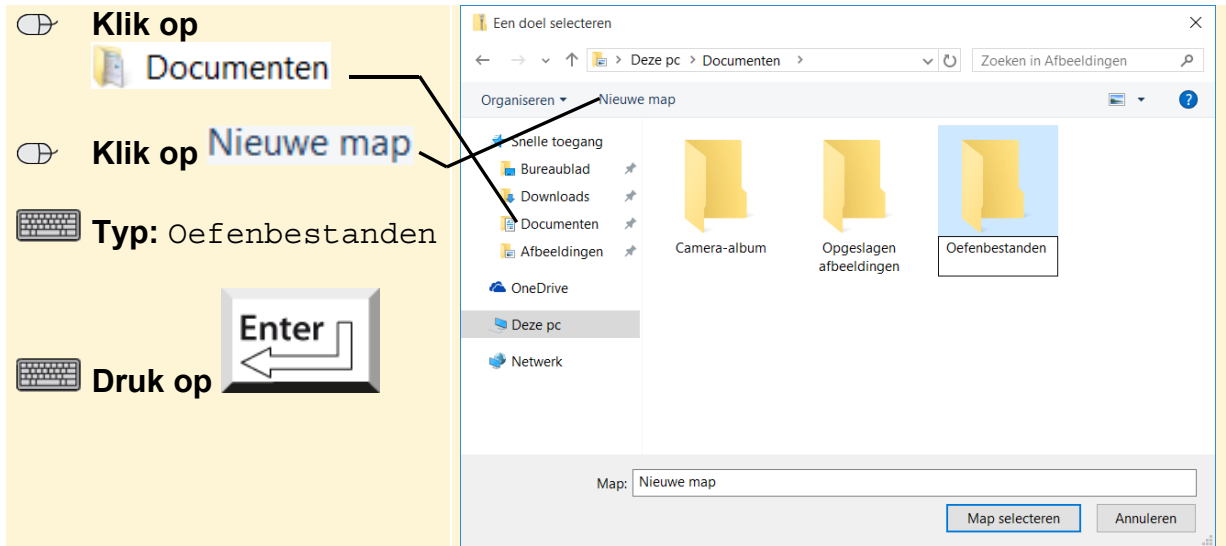 Klik op
Documenten
Klik op Nieuwe map
Typ: Oefenbestanden
Enter
Druk op
Een doel selecteren
Deze pc > Documenten >
Zoeken in Afbeeldingen
Organiseren
Nieuwe map
Snelle toegang
Bureaublad
Downloads
Documenten
Afbeeldingen
OneDrive
Deze pc
Netwerk
Camera-album
Opgeslagen
afbeeldingen
Oefenbestanden
Map: Nieuwe map
Map selecteren
Annuleren